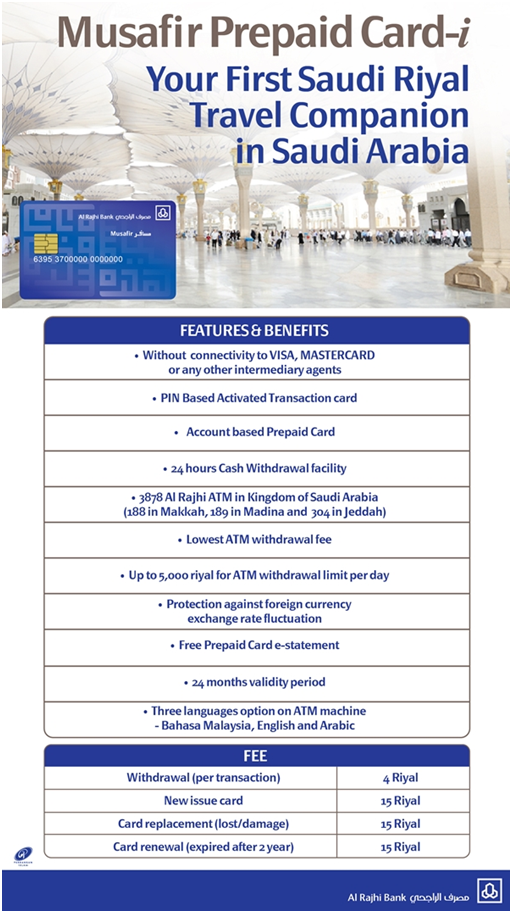 Musafir Prepaid Card-i
Your First Saudi Riyal
Travel Companion
in Saudi Arabia
Al Rajhi Bank مصرف الراجحي
Musafir مسافر
6395 3700000 0000000
FEATURES & BENEFITS
• Without connectivity to VISA, MASTERCARD
or any other intermediary agents
• PIN Based Activated Transaction card
• Account based Prepaid Card
• 24 hours Cash Withdrawal facility
• 3878 Al Rajhi ATM in Kingdom of Saudi Arabia
(188 in Makkah, 189 in Madina and 304 in Jeddah)
• Lowest ATM withdrawal fee
• Up to 5,000 riyal for ATM withdrawal limit per day
• Protection against foreign currency
exchange rate fluctuation
• Free Prepaid Card e-statement
• 24 months validity period
• Three languages option on ATM machine
- Bahasa Malaysia, English and Arabic
FEE
Withdrawal (per transaction) 4 Riyal
New issue card 15 Riyal
Card replacement (lost/damage) 15 Riyal
Card renewal (expired after 2 year) 15 Riyal
Al Rajhi Bank مصرف الراجحي